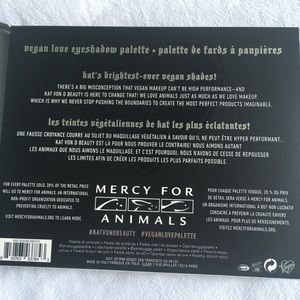 vegan love eyeshadow palette • palette de fards à paupières
kat's brightest-ever vegan shades!
THERE'S A BIG MISCONCEPTION THAT VEGAN MAKEUP CAN'T BE HIGH PERFORMANCE—AND
KAT VON D BEAUTY IS HERE TO CHANGE THAT! WE LOVE ANIMALS JUST AS MUCH AS WE LOVE MAKEUP,
WHICH IS WHY WE NEVER STOP PUSHING THE BOUNDARIES TO CREATE THE MOST PERFECT PRODUCTS IMAGINABLE.
les teintes végétaliennes de kat les plus éclatantes!
UNE FAUSSE CROYANCE COURRE AU SUJET DU MAQUILLAGE VÉGÉTALIEN À SAVOIR QU'IL NE PEUT ÊTRE HYPER PERFORMANT...
KAT VON D BEAUTY EST LÀ POUR NOUS PROUVER LE CONTRAIRE! NOUS AIMONS AUTANT
LES ANIMAUX QUE NOUS AIMONS LE MAQUILLAGE, ET C'EST POURQUOI, NOUS N'AVONS DE CESSE DE REPOUSSER
LES LIMITES AFIN DE CRÉER LES PRODUITS LES PLUS PARFAITS POSSIBLE.
FOR EVERY PALETTE SOLD, 20% OF THE RETAIL PRICE
WILL GO TO MERCY FOR ANIMALS, AN INTERNATIONAL
NON-PROFIT ORGANIZATION DEDICATED TO
PREVENTING CRUELTY TO ANIMALS.
VISIT MERCYFORANIMALS.ORG TO LEARN MORE
MERCY FOR
ANIMALS
#KATVONDBEAUTY #VEGANLOVEPALETTE
POUR CHAQUE PALETTE VENDUE, 20 % DU PRIX
DE DÉTAIL SERA VERSÉ À MERCY FOR ANIMALS,
UN ORGANISME INTERNATIONAL À BUT NON LUCRATIF
CONSACRÉ À PRÉVENIR LA CRUAUTÉ
ENVERS LES ANIMAUX.
VISITEZ MERCYFORANIMALS.ORG